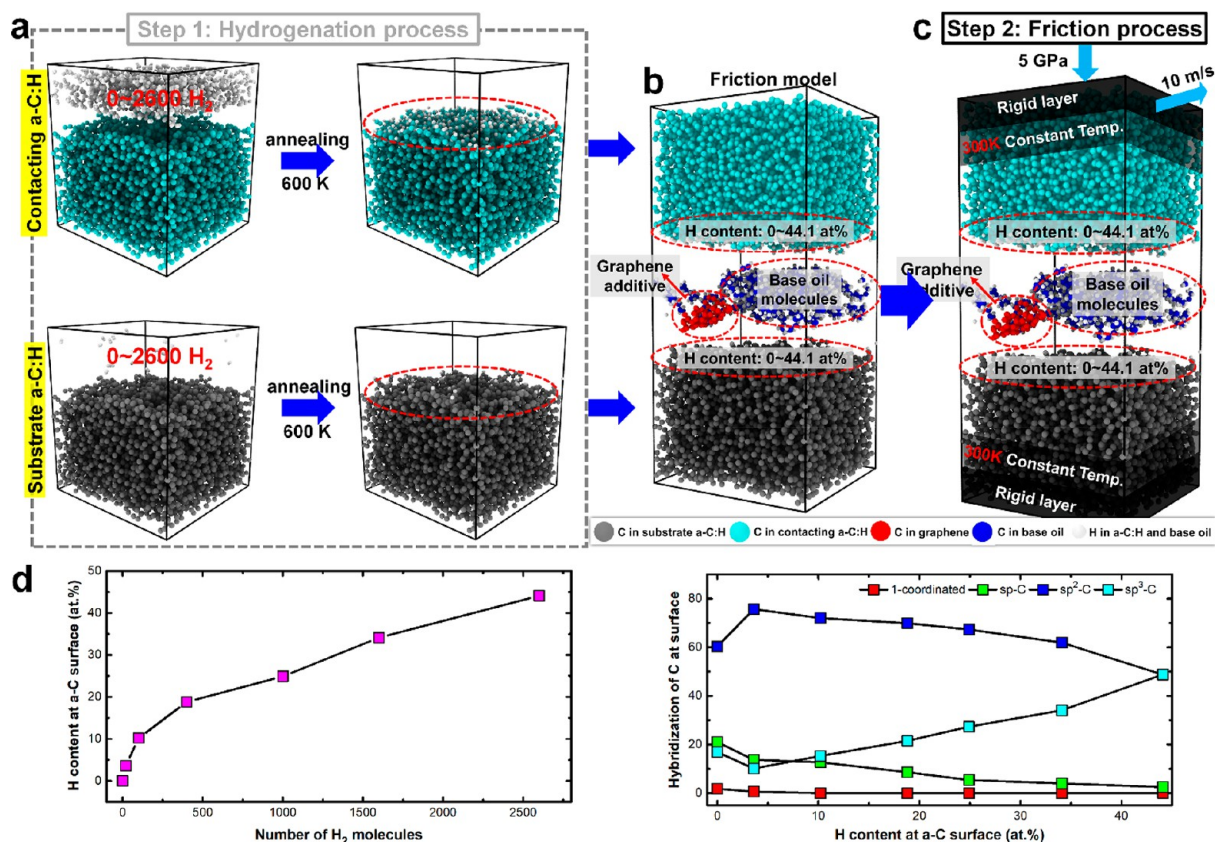 a
Step 1: Hydrogenation process
Contacting a-C:H
0~2600 H2
annealing
600 K
Substrate a-C:H
0~2600 H2
annealing
600 K
b
Friction model
H content: 0~44.1 at%
Graphene
additive
Base oil
molecules
H content: 0~44.1 at%
c
Step 2: Friction process
5 GPa
10 m/s
Rigid layer
300K Constant Temp.
H content: 0~44.1 at%
Graphene
additive
Base oil
molecules
H content: 0~44.1 at%
300K Constant Temp.
Rigid layer
C in substrate a-C:H C in contacting a-C:H C in graphene C in base oil H in a-C:H and base oil
d
H content at a-C surface (at.%)
50
40
30
20
10
0
0 500 1000 1500 2000 2500
Number of H2 molecules
Hybridization of C at surface
1-coordinated sp-C sp2-C sp3-C
80
60
40
20
0
0 10 20 30 40
H content at a-C surface (at.%)